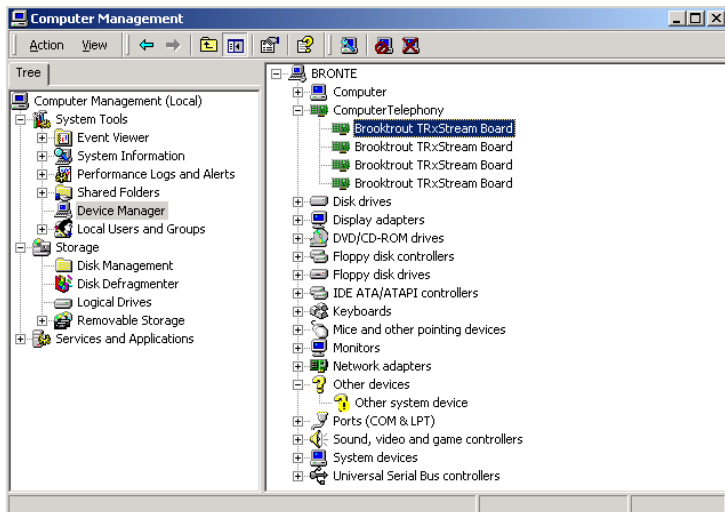 Computer Management
Action View
Tree
Computer Management (Local)
System Tools
Event Viewer
System Information
Performance Logs and Alerts
Shared Folders
Device Manager
Local Users and Groups
Storage
Disk Management
Disk Defragmenter
Logical Drives
Removable Storage
Services and Applications
BRONTE
Computer
ComputerTelephony
Brooktrout TRxStream Board
Brooktrout TRxStream Board
Brooktrout TRxStream Board
Brooktrout TRxStream Board
Disk drives
Display adapters
DVD/CD-ROM drives
Floppy disk controllers
Floppy disk drives
IDE ATA/ATAPI controllers
Keyboards
Mice and other pointing devices
Monitors
Network adapters
Other devices
Other system device
Ports (COM & LPT)
Sound, video and game controllers
System devices
Universal Serial Bus controllers